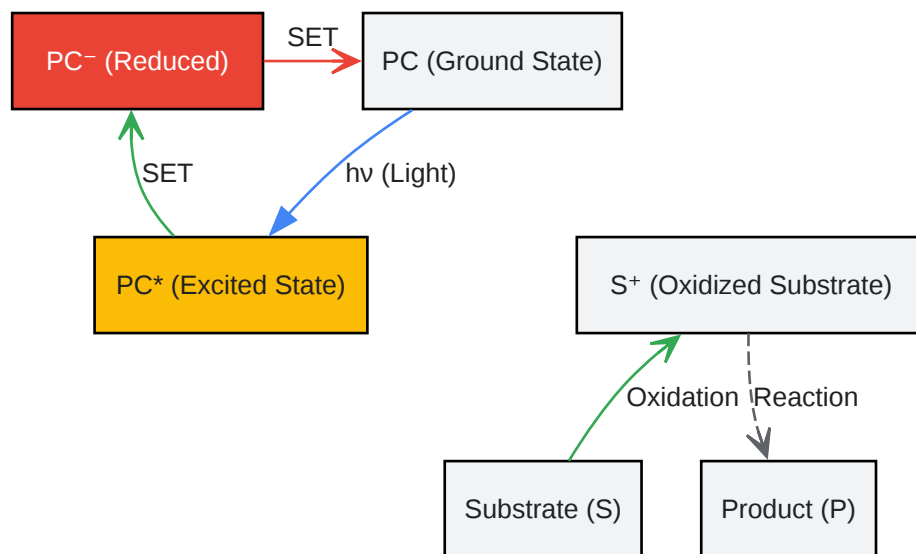 PC⁻ (Reduced)
SET
PC (Ground State)
SET
hν (Light)
PC* (Excited State)
S⁺ (Oxidized Substrate)
Oxidation
Reaction
Substrate (S)
Product (P)